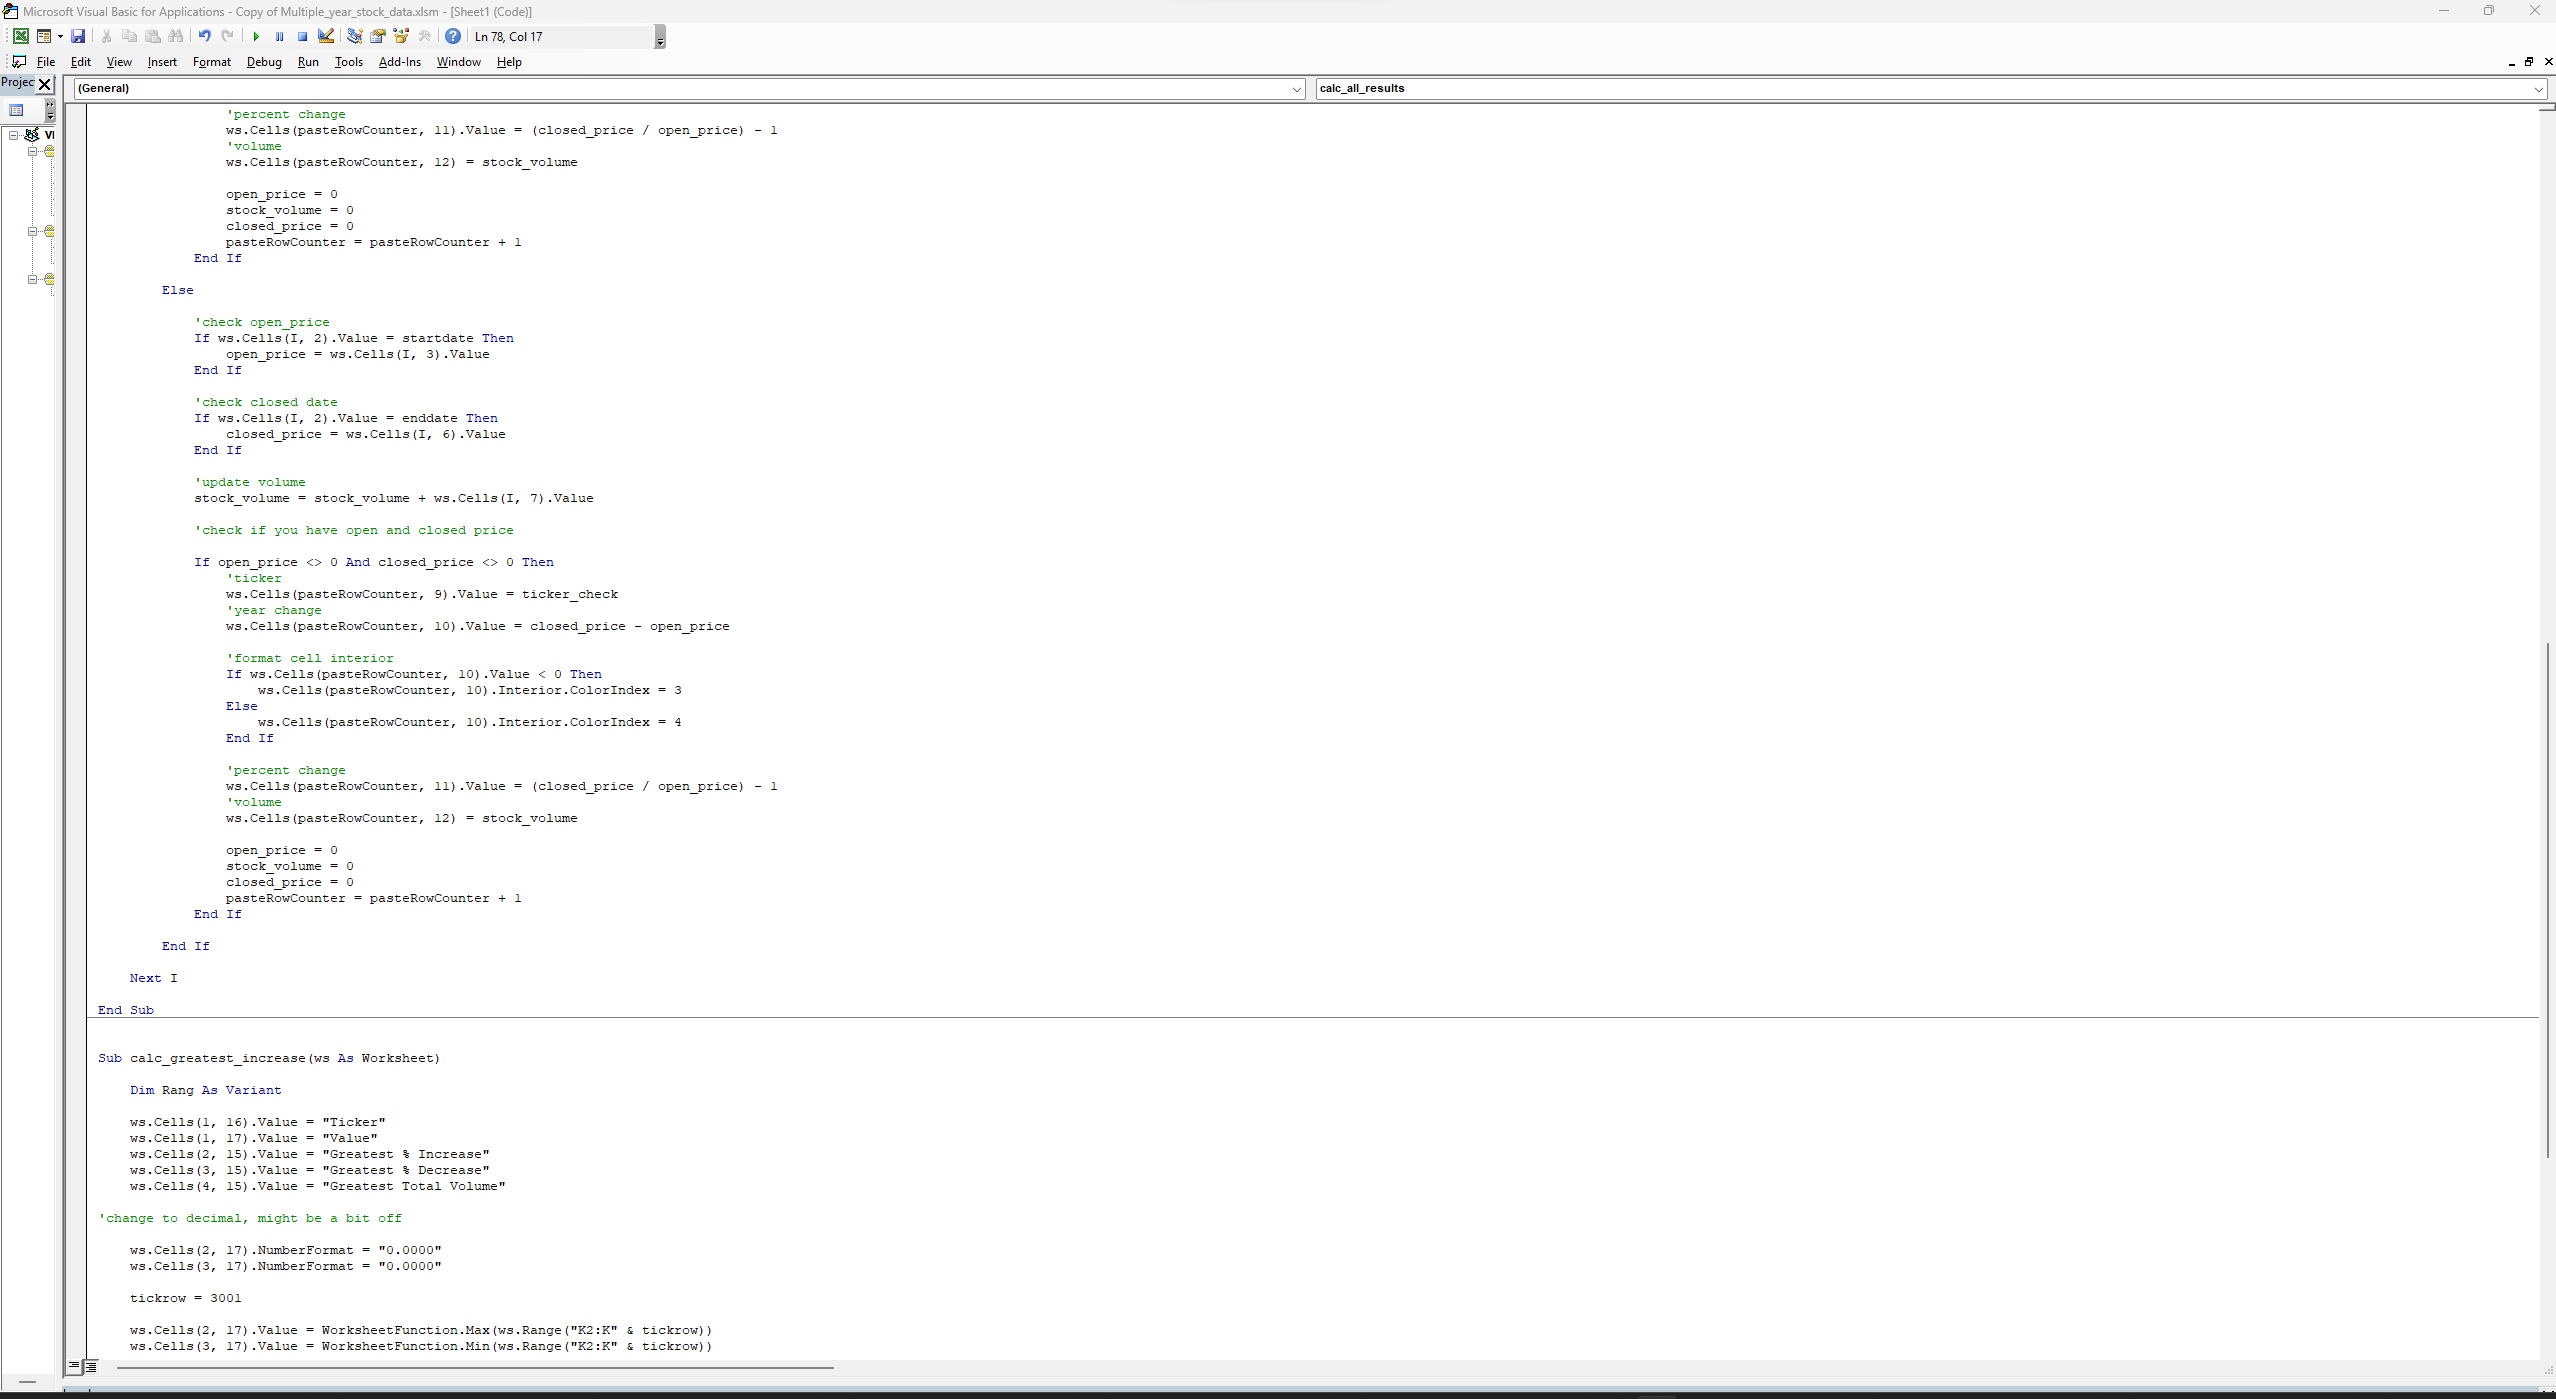 Microsoft Visual Basic for Applications - Copy of Multiple_year_stock_data.xlsm - [Sheet1 (Code)]
Ln 78, Col 17
File Edit View Insert Format Debug Run Tools Add-Ins Window Help
Projec
(General) calc_all_results
'percent change
ws.Cells(pasteRowCounter, 11).Value = (closed_price / open_price) - 1
'volume
ws.Cells(pasteRowCounter, 12) = stock_volume
open_price = 0
stock_volume = 0
closed_price = 0
pasteRowCounter = pasteRowCounter + 1
End If
Else
'check open_price
If ws.Cells(I, 2).Value = startdate Then
open_price = ws.Cells(I, 3).Value
End If
'check closed date
If ws.Cells(I, 2).Value = enddate Then
closed_price = ws.Cells(I, 6).Value
End If
'update volume
stock_volume = stock_volume + ws.Cells(I, 7).Value
'check if you have open and closed price
If open_price <> 0 And closed_price <> 0 Then
'ticker
ws.Cells(pasteRowCounter, 9).Value = ticker_check
'year change
ws.Cells(pasteRowCounter, 10).Value = closed_price - open_price
'format cell interior
If ws.Cells(pasteRowCounter, 10).Value < 0 Then
ws.Cells(pasteRowCounter, 10).Interior.ColorIndex = 3
Else
ws.Cells(pasteRowCounter, 10).Interior.ColorIndex = 4
End If
'percent change
ws.Cells(pasteRowCounter, 11).Value = (closed_price / open_price) - 1
'volume
ws.Cells(pasteRowCounter, 12) = stock_volume
open_price = 0
stock_volume = 0
closed_price = 0
pasteRowCounter = pasteRowCounter + 1
End If
End If
Next I
End Sub
Sub calc_greatest_increase(ws As Worksheet)
Dim Rang As Variant
ws.Cells(1, 16).Value = "Ticker"
ws.Cells(1, 17).Value = "Value"
ws.Cells(2, 15).Value = "Greatest % Increase"
ws.Cells(3, 15).Value = "Greatest % Decrease"
ws.Cells(4, 15).Value = "Greatest Total Volume"
'change to decimal, might be a bit off
ws.Cells(2, 17).NumberFormat = "0.0000"
ws.Cells(3, 17).NumberFormat = "0.0000"
tickrow = 3001
ws.Cells(2, 17).Value = WorksheetFunction.Max(ws.Range("K2:K" & tickrow))
ws.Cells(3, 17).Value = WorksheetFunction.Min(ws.Range("K2:K" & tickrow))